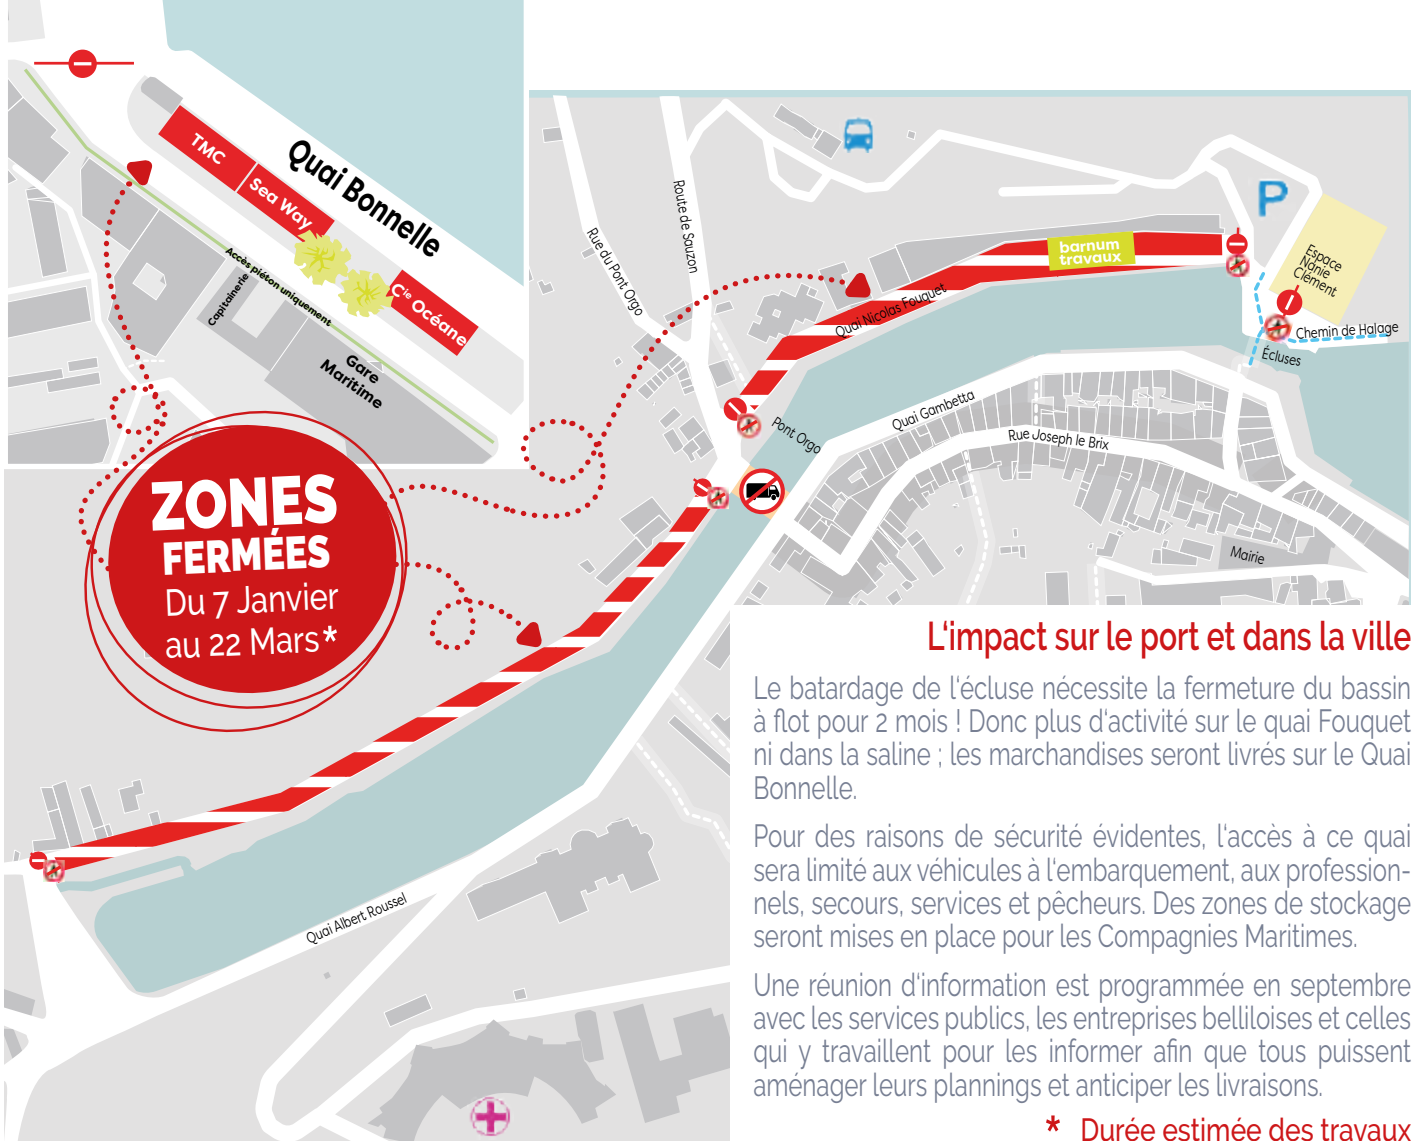 TMC
Sea Way
Quai Bonnelle
Cie Océane
Accès piéton uniquement
Capitainerie
Gare
Maritime
Rue du Pont Orgo
Route de Sauzon
Quai Nicolas Fouquet
barnum
travaux
P
Espace
Nanie
Clément
Chemin de Halage
Écluses
Pont Orgo
Quai Gambetta
Rue Joseph le Brix
Mairie
Quai Albert Roussel
ZONES
FERMÉES
Du 7 Janvier
au 22 Mars*
L'impact sur le port et dans la ville
Le batardage de l'écluse nécessite la fermeture du bassin
à flot pour 2 mois ! Donc plus d'activité sur le quai Fouquet
ni dans la saline ; les marchandises seront livrés sur le Quai
Bonnelle.
Pour des raisons de sécurité évidentes, l'accès à ce quai
sera limité aux véhicules à l'embarquement, aux profession-
nels, secours, services et pêcheurs. Des zones de stockage
seront mises en place pour les Compagnies Maritimes.
Une réunion d'information est programmée en septembre
avec les services publics, les entreprises belliloises et celles
qui y travaillent pour les informer afin que tous puissent
aménager leurs plannings et anticiper les livraisons.
* Durée estimée des travaux